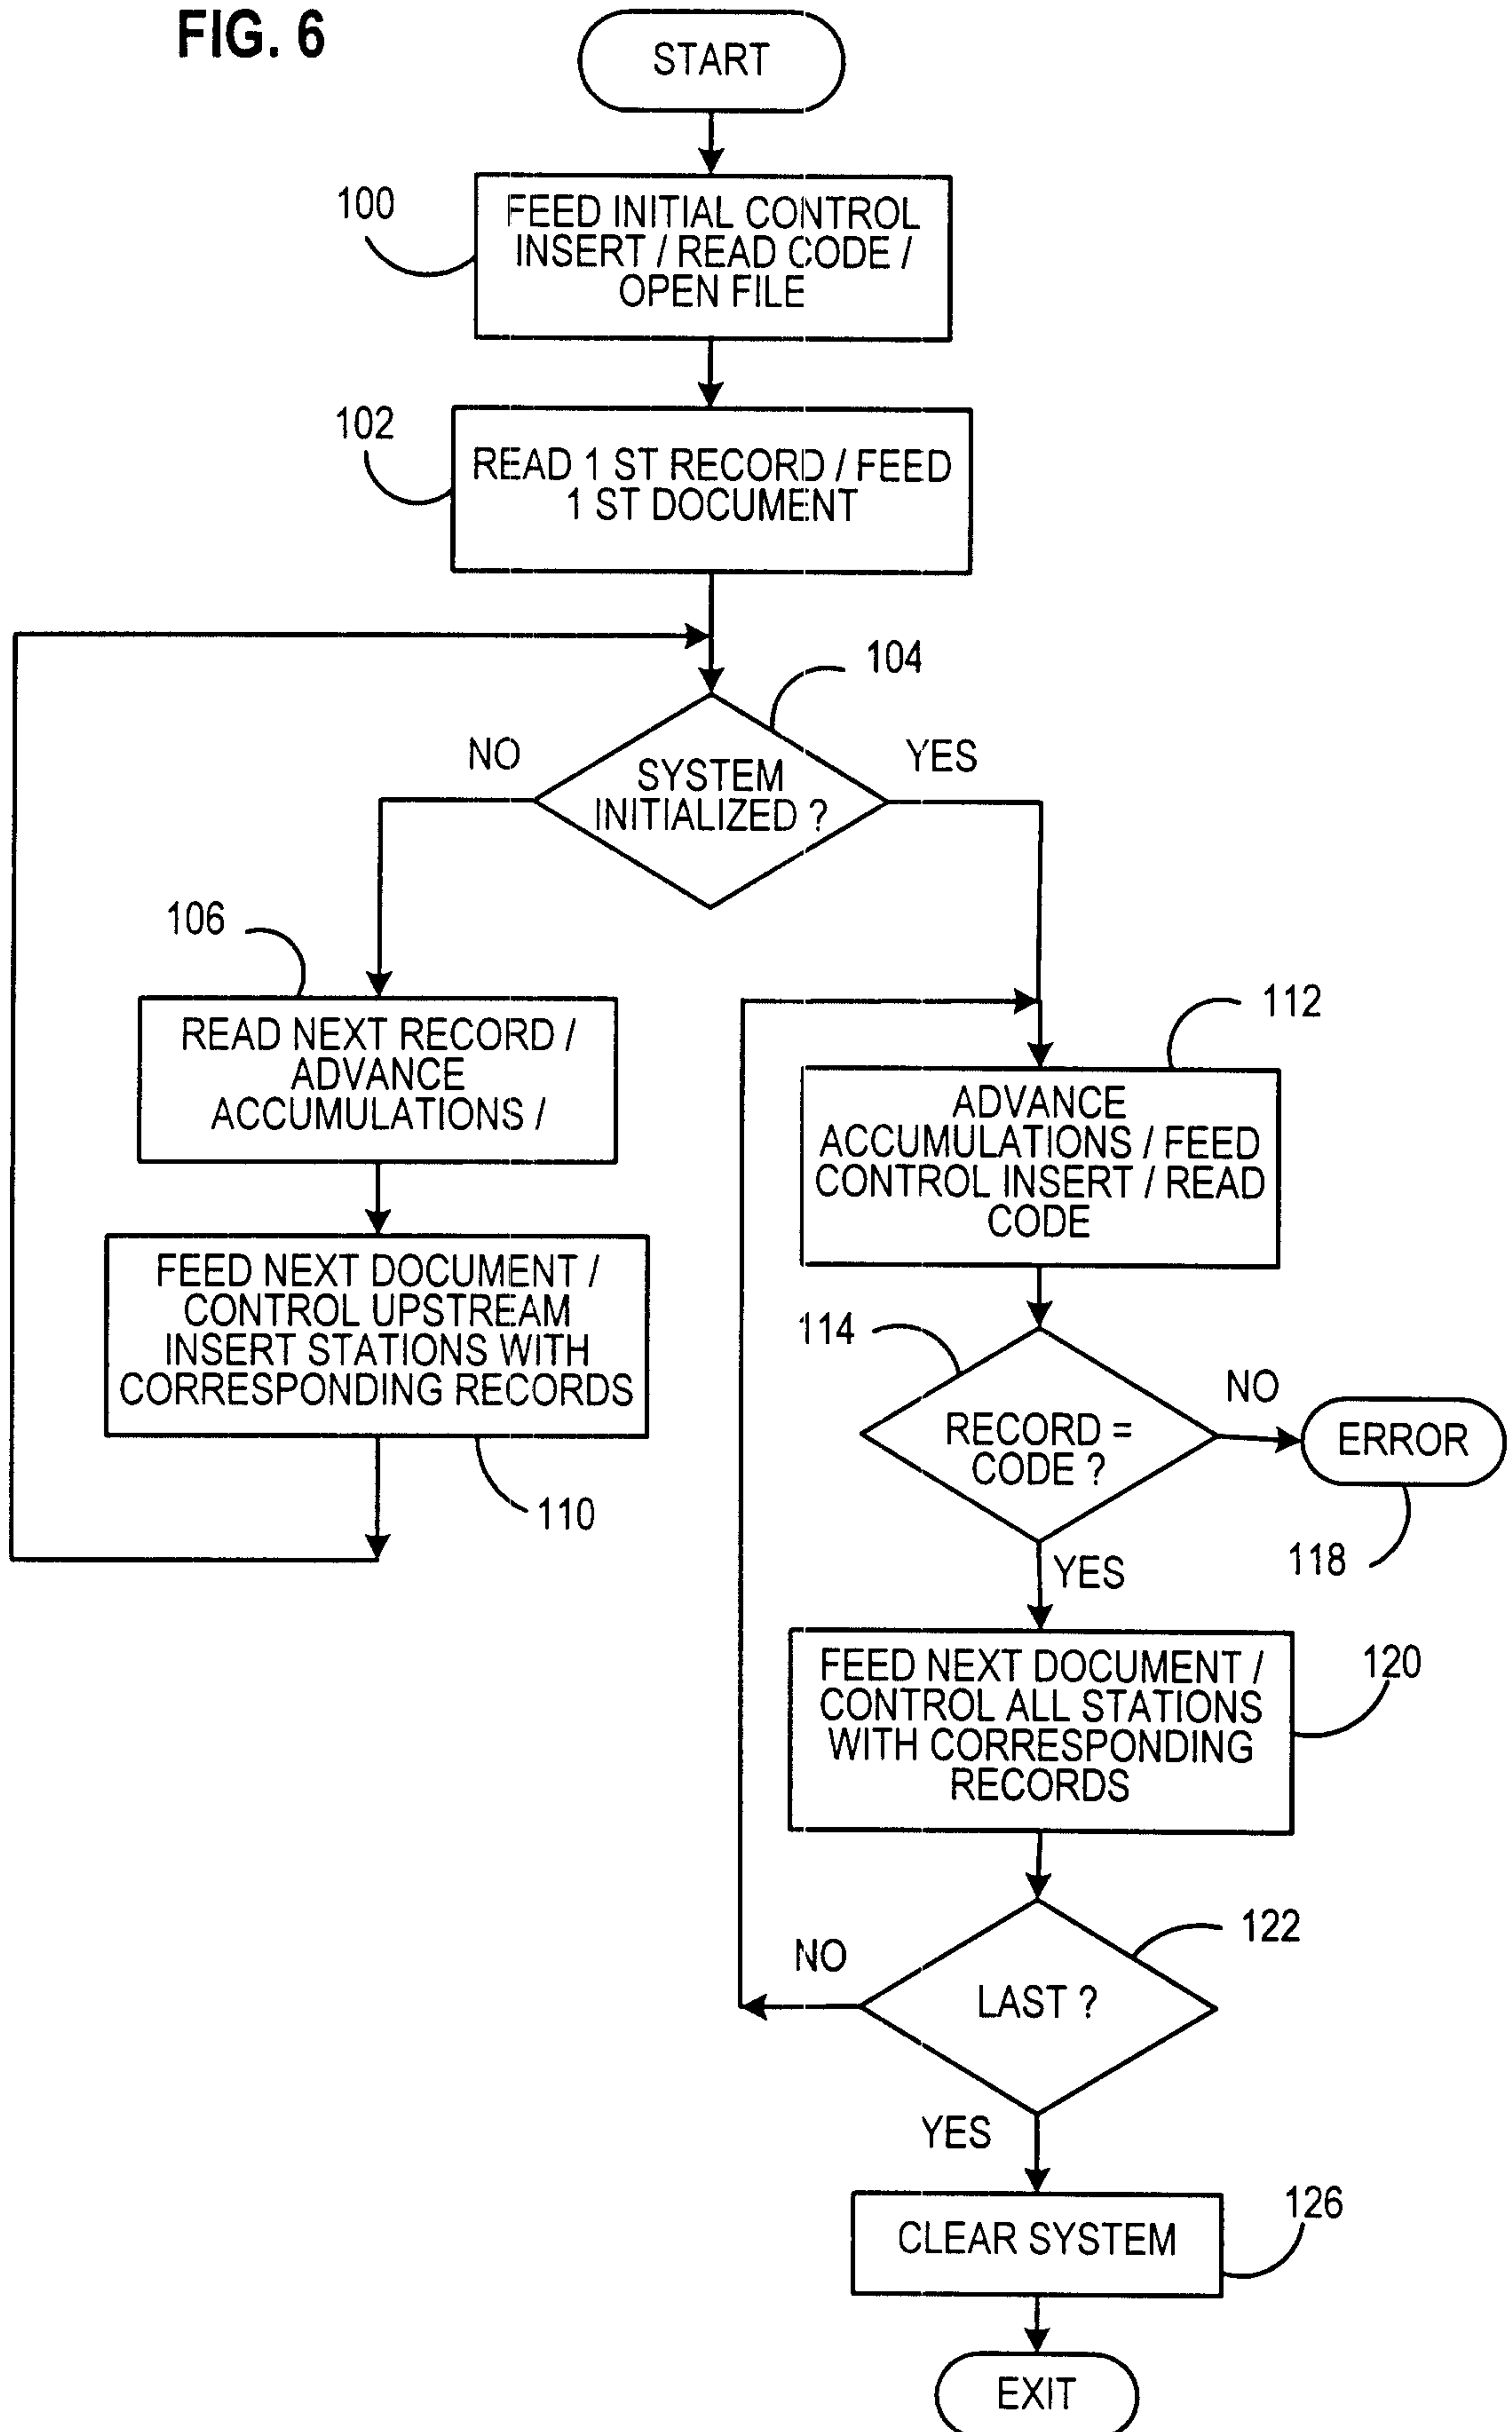 FIG. 6
START
100
FEED INITIAL CONTROL
INSERT / READ CODE /
OPEN FILE
102
READ 1 ST RECORD / FEED
1 ST DOCUMENT
104
NO
YES
SYSTEM
INITIALIZED ?
106
READ NEXT RECORD /
ADVANCE
ACCUMULATIONS /
FEED NEXT DOCUMENT /
CONTROL UPSTREAM
INSERT STATIONS WITH
CORRESPONDING RECORDS
110
112
ADVANCE
ACCUMULATIONS / FEED
CONTROL INSERT / READ
CODE
114
RECORD =
CODE ?
NO
ERROR
118
YES
FEED NEXT DOCUMENT /
CONTROL ALL STATIONS
WITH CORRESPONDING
RECORDS
120
122
NO
LAST ?
YES
CLEAR SYSTEM
126
EXIT